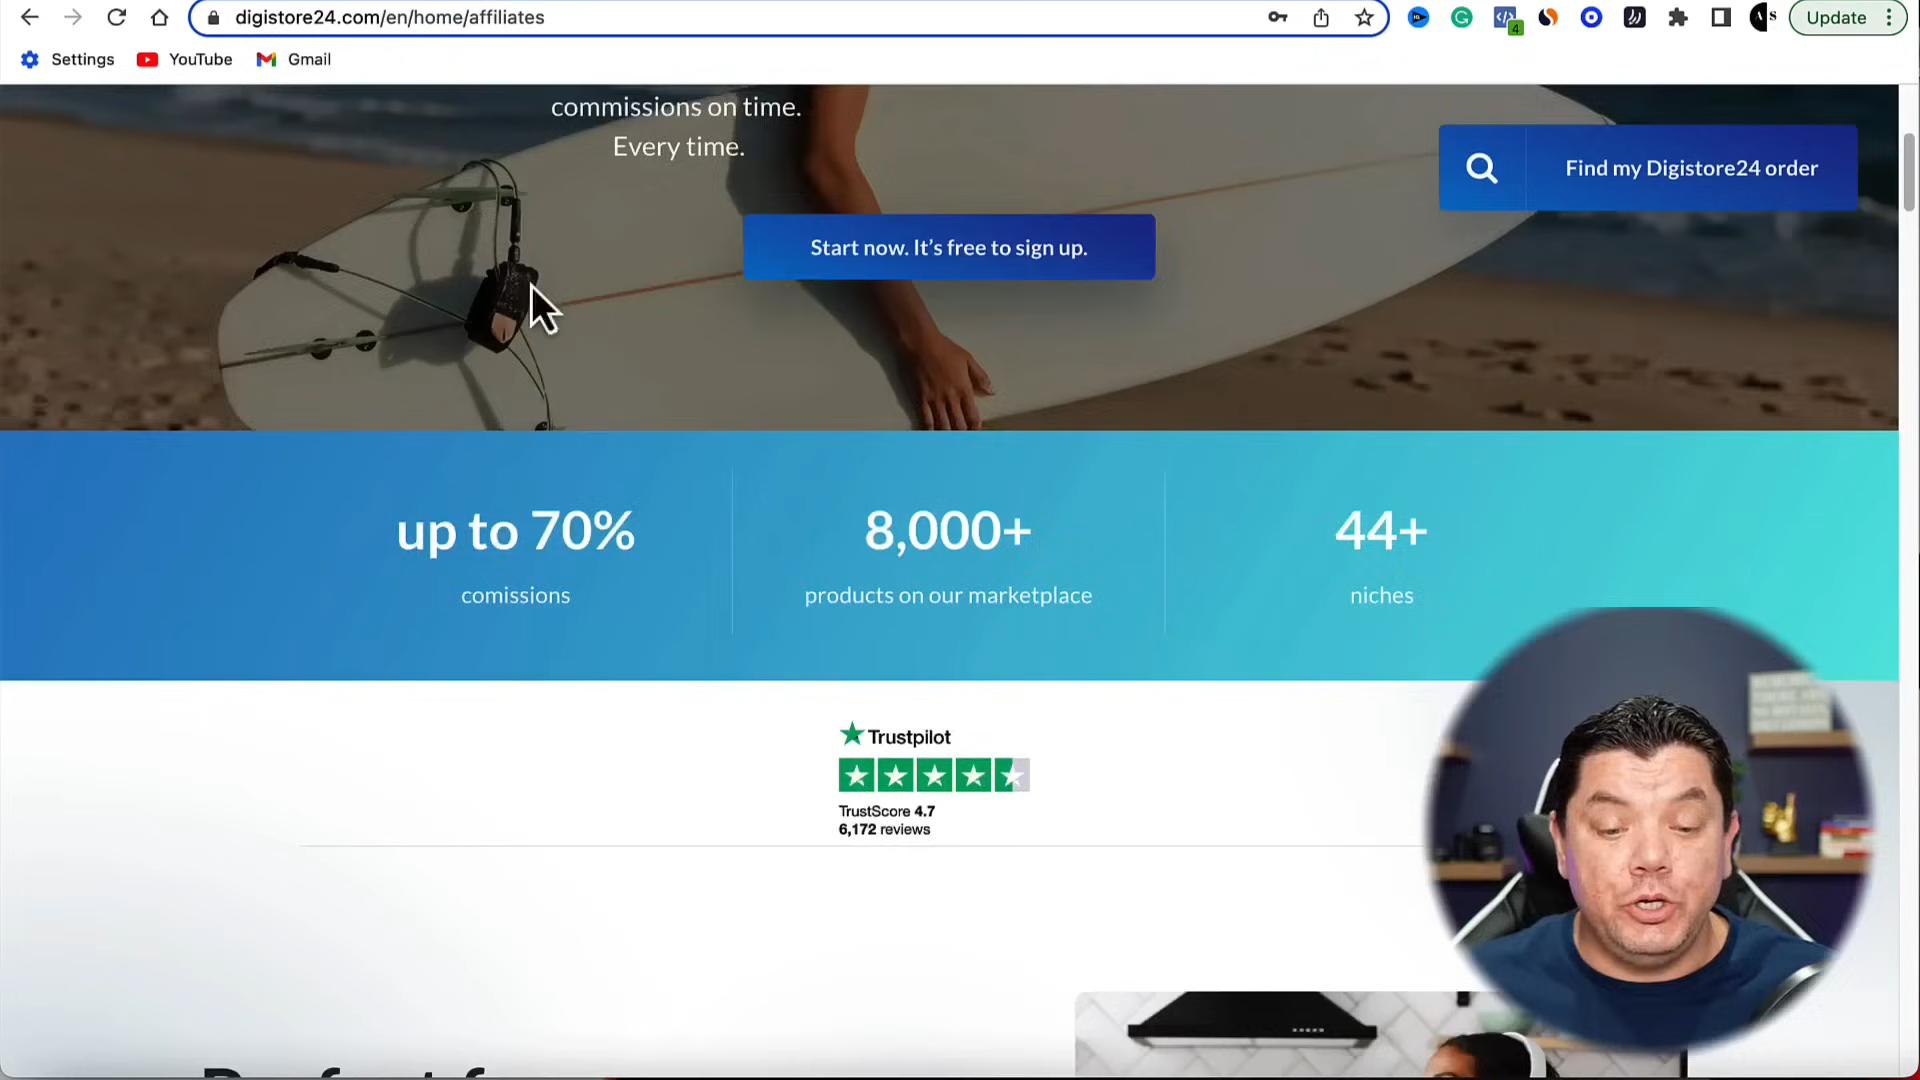 digistore24.com/en/home/affiliates
4
Update
Settings
YouTube
Gmail
commissions on time.
Every time.
Find my Digistore24 order
Start now. It’s free to sign up.
up to 70%
8,000+
44+
comissions
products on our marketplace
niches
Trustpilot
TrustScore 4.7
6,172 reviews